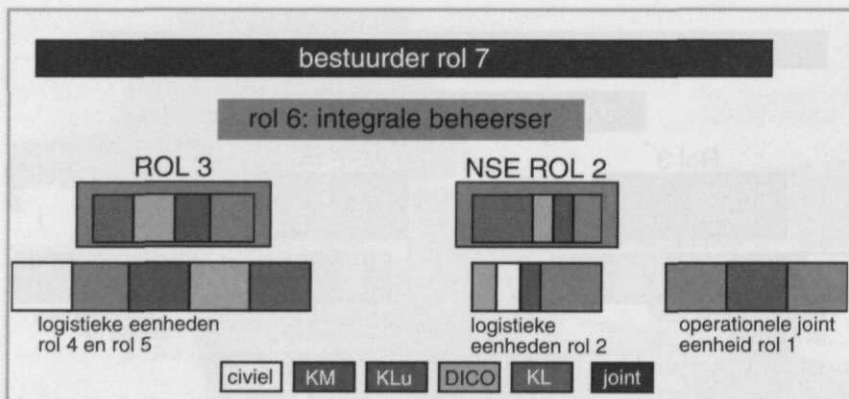 bestuurder rol 7
rol 6: integrale beheerser
ROL 3
NSE ROL 2
logistieke eenheden
rol 4 en rol 5
logistieke
eenheden rol 2
operationele joint
eenheid rol 1
civiel
KM
KLu
DICO
KL
joint